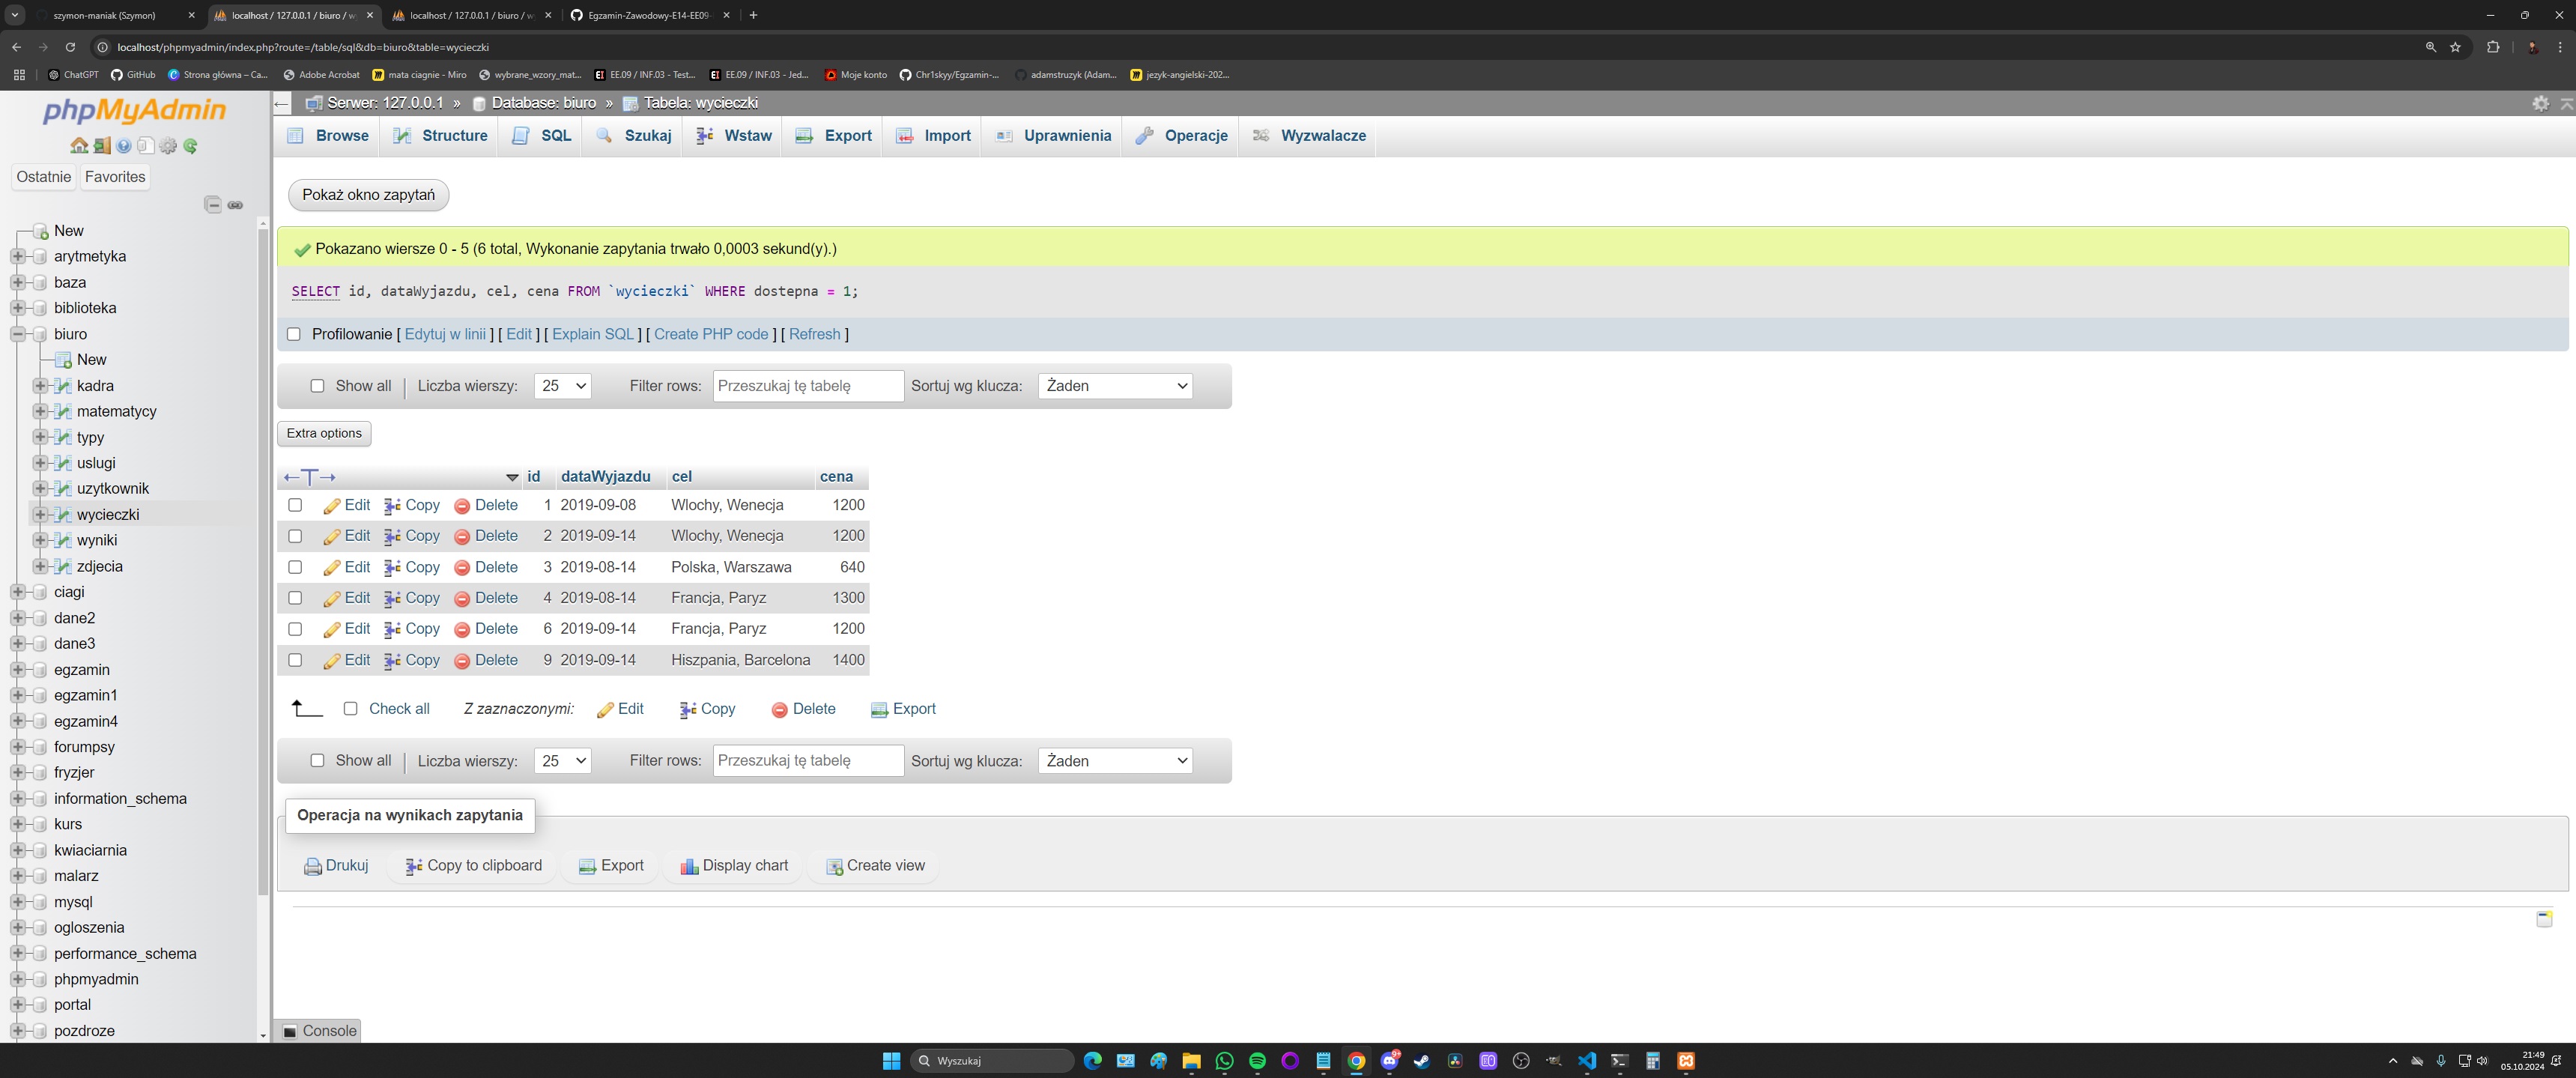 szymon-maniak (Szymon)
localhost / 127.0.0.1 / biuro / w
localhost / 127.0.0.1 / biuro / w
Egzamin-Zawodowy-E14-EE09-
localhost/phpmyadmin/index.php?route=/table/sql&db=biuro&table=wycieczki
ChatGPT
GitHub
Strona główna – Ca...
Adobe Acrobat
mata ciagnie - Miro
wybrane_wzory_mat...
EE.09 / INF.03 - Test...
EE.09 / INF.03 - Jed...
Moje konto
Chr1skyy/Egzamin-...
adamstruzyk (Adam...
jezyk-angielski-202...
phpMyAdmin
Ostatnie Favorites
New
arytmetyka
baza
biblioteka
biuro
New
kadra
matematycy
typy
uslugi
uzytkownik
wycieczki
wyniki
zdjecia
ciagi
dane2
dane3
egzamin
egzamin1
egzamin4
forumpsy
fryzjer
information_schema
kurs
kwiaciarnia
malarz
mysql
ogloszenia
performance_schema
phpmyadmin
portal
pozdroze
Serwer: 127.0.0.1 » Database: biuro » Tabela: wycieczki
Browse Structure SQL Szukaj Wstaw Export Import Uprawnienia Operacje Wyzwalacze
Pokaż okno zapytań
Pokazano wiersze 0 - 5 (6 total, Wykonanie zapytania trwało 0,0003 sekund(y).)
SELECT id, dataWyjazdu, cel, cena FROM `wycieczki` WHERE dostepna = 1;
Profilowanie [ Edytuj w linii ] [ Edit ] [ Explain SQL ] [ Create PHP code ] [ Refresh ]
Show all | Liczba wierszy: 25 Filter rows: Przeszukaj tę tabelę Sortuj wg klucza: Żaden
Extra options
id dataWyjazdu cel cena
Edit Copy Delete 1 2019-09-08 Wlochy, Wenecja 1200
Edit Copy Delete 2 2019-09-14 Wlochy, Wenecja 1200
Edit Copy Delete 3 2019-08-14 Polska, Warszawa 640
Edit Copy Delete 4 2019-08-14 Francja, Paryz 1300
Edit Copy Delete 6 2019-09-14 Francja, Paryz 1200
Edit Copy Delete 9 2019-09-14 Hiszpania, Barcelona 1400
Check all Z zaznaczonymi: Edit Copy Delete Export
Show all | Liczba wierszy: 25 Filter rows: Przeszukaj tę tabelę Sortuj wg klucza: Żaden
Operacja na wynikach zapytania
Drukuj Copy to clipboard Export Display chart Create view
Console
Wyszukaj
21:49
05.10.2024